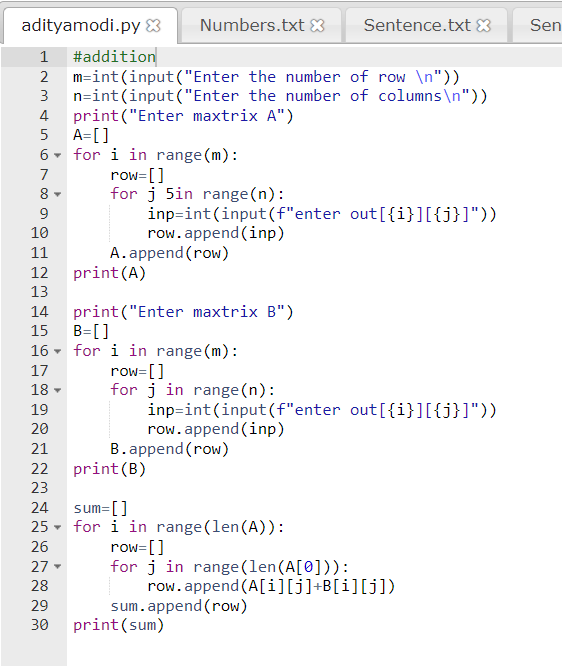 adityamodi.py Numbers.txt Sentence.txt Sen
1 #addition
2 m=int(input("Enter the number of row \n"))
3 n=int(input("Enter the number of columns\n"))
4 print("Enter maxtrix A")
5 A=[]
6 for i in range(m):
7     row=[]
8     for j 5in range(n):
9         inp=int(input(f"enter out[{i}][{j}]"))
10         row.append(inp)
11     A.append(row)
12 print(A)
13
14 print("Enter maxtrix B")
15 B=[]
16 for i in range(m):
17     row=[]
18     for j in range(n):
19         inp=int(input(f"enter out[{i}][{j}]"))
20         row.append(inp)
21     B.append(row)
22 print(B)
23
24 sum=[]
25 for i in range(len(A)):
26     row=[]
27     for j in range(len(A[0])):
28         row.append(A[i][j]+B[i][j])
29     sum.append(row)
30 print(sum)